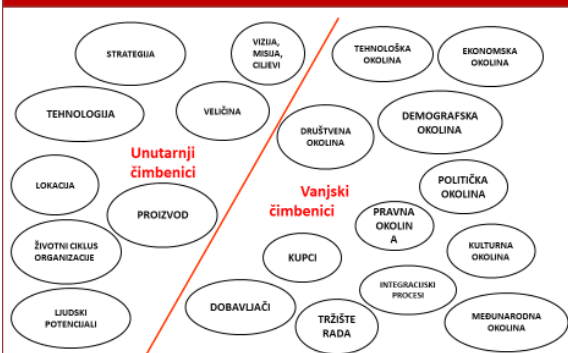 STRATEGIJA
VIZIJA,
MISIJA,
CILJEVI
TEHNOLOGIJA
VELIČINA
Unutarnji
čimbenici
LOKACIJA
PROIZVOD
ŽIVOTNI CIKLUS
ORGANIZACIJE
LJUDSKI
POTENCIJALI
TEHNOLOŠKA
OKOLINA
EKONOMSKA
OKOLINA
DRUŠTVENA
OKOLINA
DEMOGRAFSKA
OKOLINA
Vanjski
čimbenici
POLITIČKA
OKOLINA
PRAVNA
OKOLIN
A
KULTURNA
OKOLINA
KUPCI
INTEGRACIJSKI
PROCESI
DOBAVLJAČI
TRŽIŠTE
RADA
MEĐUNARODNA
OKOLINA